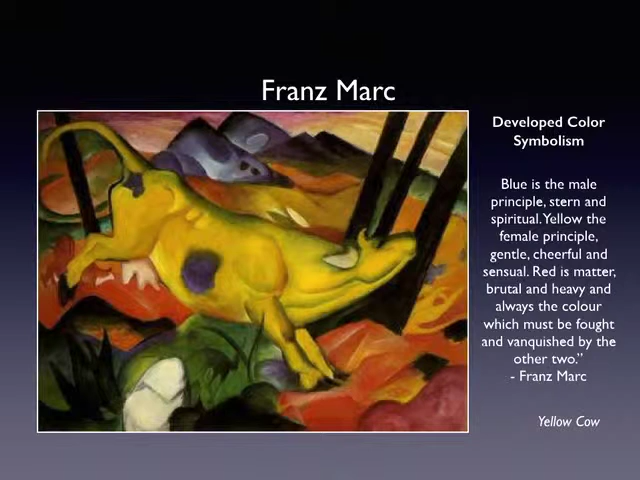 Franz Marc
Developed Color
Symbolism
Blue is the male
principle, stern and
spiritual. Yellow the
female principle,
gentle, cheerful and
sensual. Red is matter,
brutal and heavy and
always the colour
which must be fought
and vanquished by the
other two.”
- Franz Marc
Yellow Cow